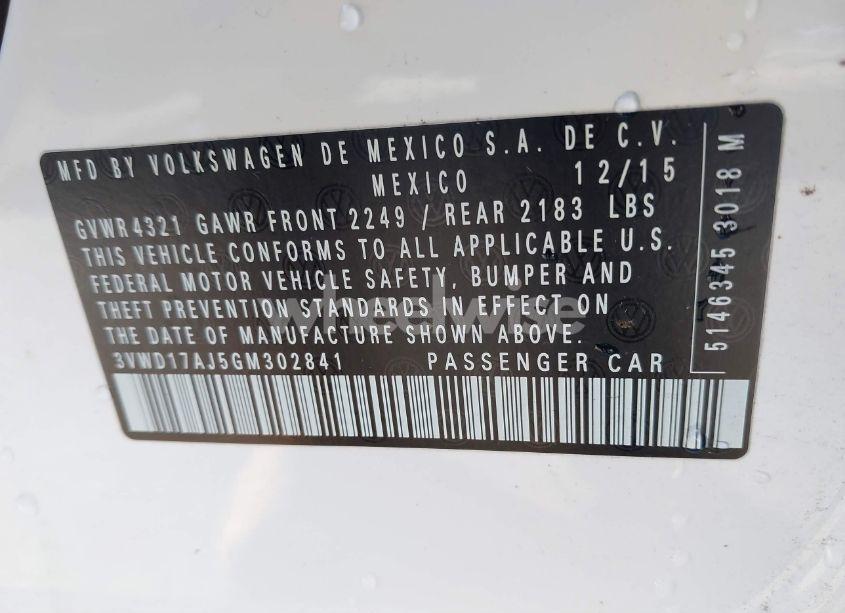 MFD BY VOLKSWAGEN DE MEXICO S.A. DE C.V.
MEXICO 12/15
GVWR4321 GAWR FRONT 2249 / REAR 2183 LBS
THIS VEHICLE CONFORMS TO ALL APPLICABLE U.S.
FEDERAL MOTOR VEHICLE SAFETY, BUMPER AND
THEFT PREVENTION STANDARDS IN EFFECT ON
THE DATE OF MANUFACTURE SHOWN ABOVE.
3VWD17AJ5GM302841 PASSENGER CAR
5146345 3018 M
wheelwise